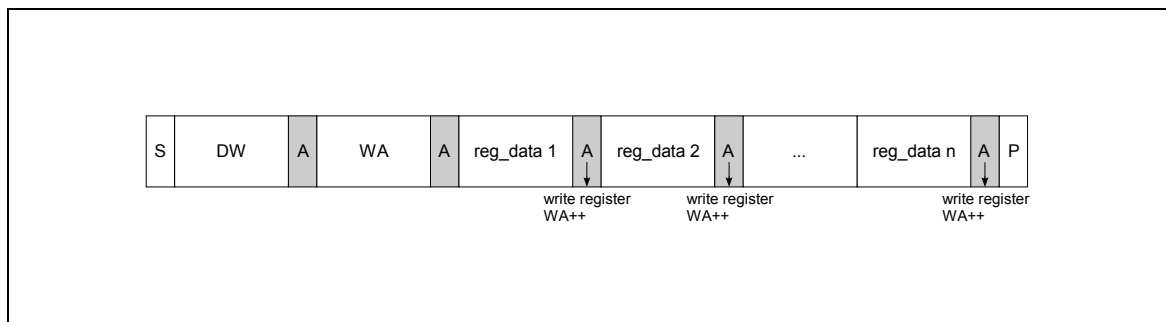 S DW A WA A reg_data 1 A reg_data 2 A ... reg_data n A P
write register write register write register
WA++ WA++ WA++